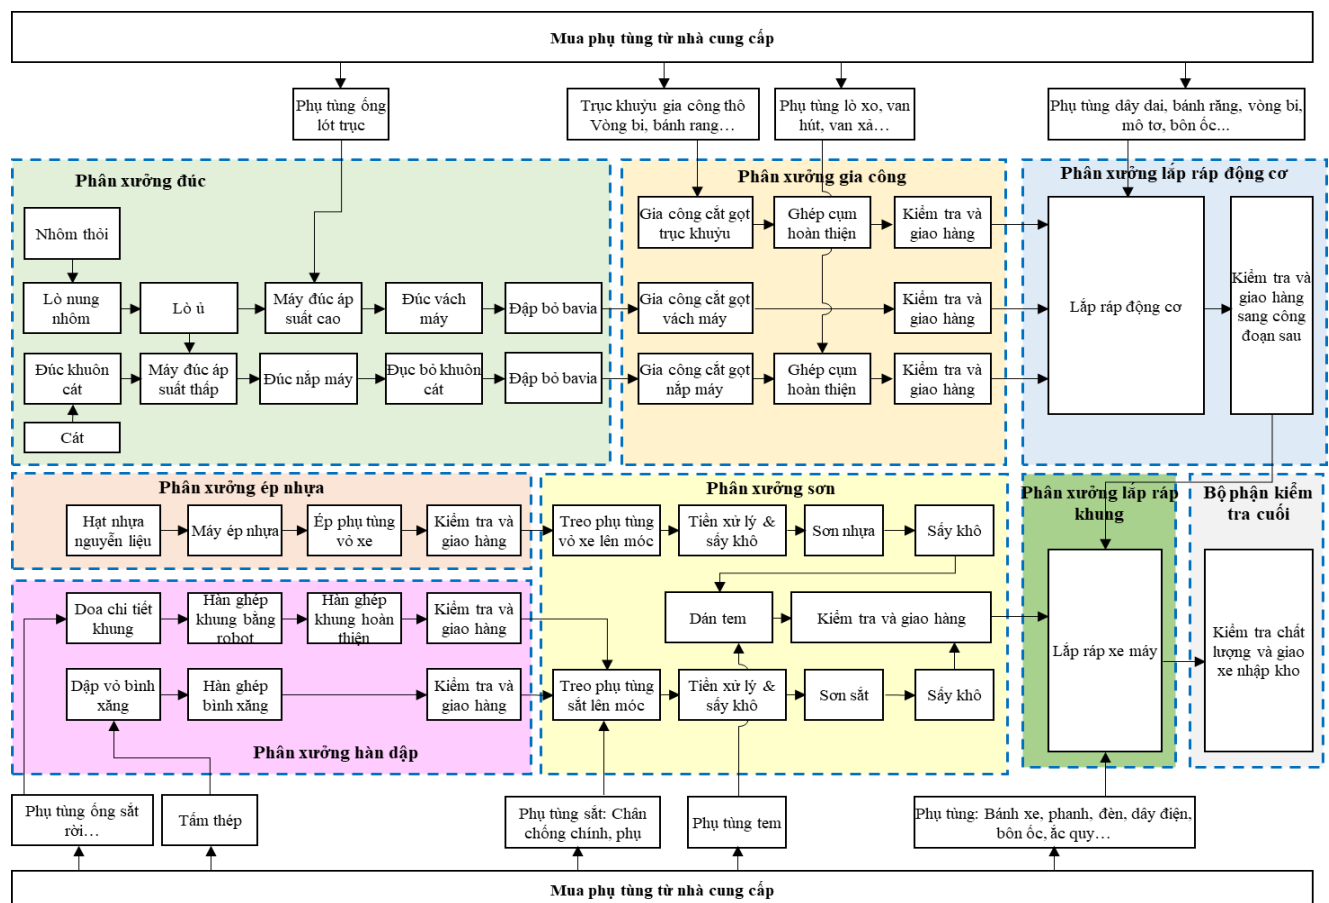 Mua phụ tùng từ nhà cung cấp
Phụ tùng ống
lót trục
Trục khuỷu gia công thô
Vòng bi, bánh rang…
Phụ tùng lò xo, van
hút, van xả…
Phụ tùng dây đai, bánh răng, vòng bi,
mô tơ, bôn ốc...
Phân xưởng đúc
Nhôm thỏi
Lò nung
nhôm
Lò ủ
Máy đúc áp
suất cao
Đúc vách
máy
Đập bỏ bavia
Đúc khuôn
cát
Máy đúc áp
suất thấp
Đúc nắp máy
Đục bỏ khuôn
cát
Đập bỏ bavia
Cát
Phân xưởng gia công
Gia công cắt gọt
trục khuỷu
Ghép cụm
hoàn thiện
Kiểm tra và
giao hàng
Gia công cắt gọt
vách máy
Kiểm tra và
giao hàng
Gia công cắt gọt
nắp máy
Ghép cụm
hoàn thiện
Kiểm tra và
giao hàng
Phân xưởng lắp ráp động cơ
Lắp ráp động cơ
Kiểm tra và
giao hàng
sang công
đoạn sau
Phân xưởng ép nhựa
Hạt nhựa
nguyễn liệu
Máy ép nhựa
Ép phụ tùng
vỏ xe
Kiểm tra và
giao hàng
Phân xưởng sơn
Treo phụ tùng
vỏ xe lên móc
Tiền xử lý &
sấy khô
Sơn nhựa
Sấy khô
Dán tem
Kiểm tra và giao hàng
Treo phụ tùng
sắt lên móc
Tiền xử lý &
sấy khô
Sơn sắt
Sấy khô
Phân xưởng lắp ráp
khung
Lắp ráp xe máy
Bộ phận kiểm
tra cuối
Kiểm tra chất
lượng và giao
xe nhập kho
Doa chi tiết
khung
Hàn ghép
khung bằng
robot
Hàn ghép
khung hoàn
thiện
Kiểm tra và
giao hàng
Dập vỏ bình
xăng
Hàn ghép
bình xăng
Kiểm tra và
giao hàng
Phân xưởng hàn dập
Phụ tùng ống sắt
rời…
Tấm thép
Phụ tùng sắt: Chân
chống chính, phụ
Phụ tùng tem
Phụ tùng: Bánh xe, phanh, đèn, dây điện,
bôn ốc, ắc quy…
Mua phụ tùng từ nhà cung cấp